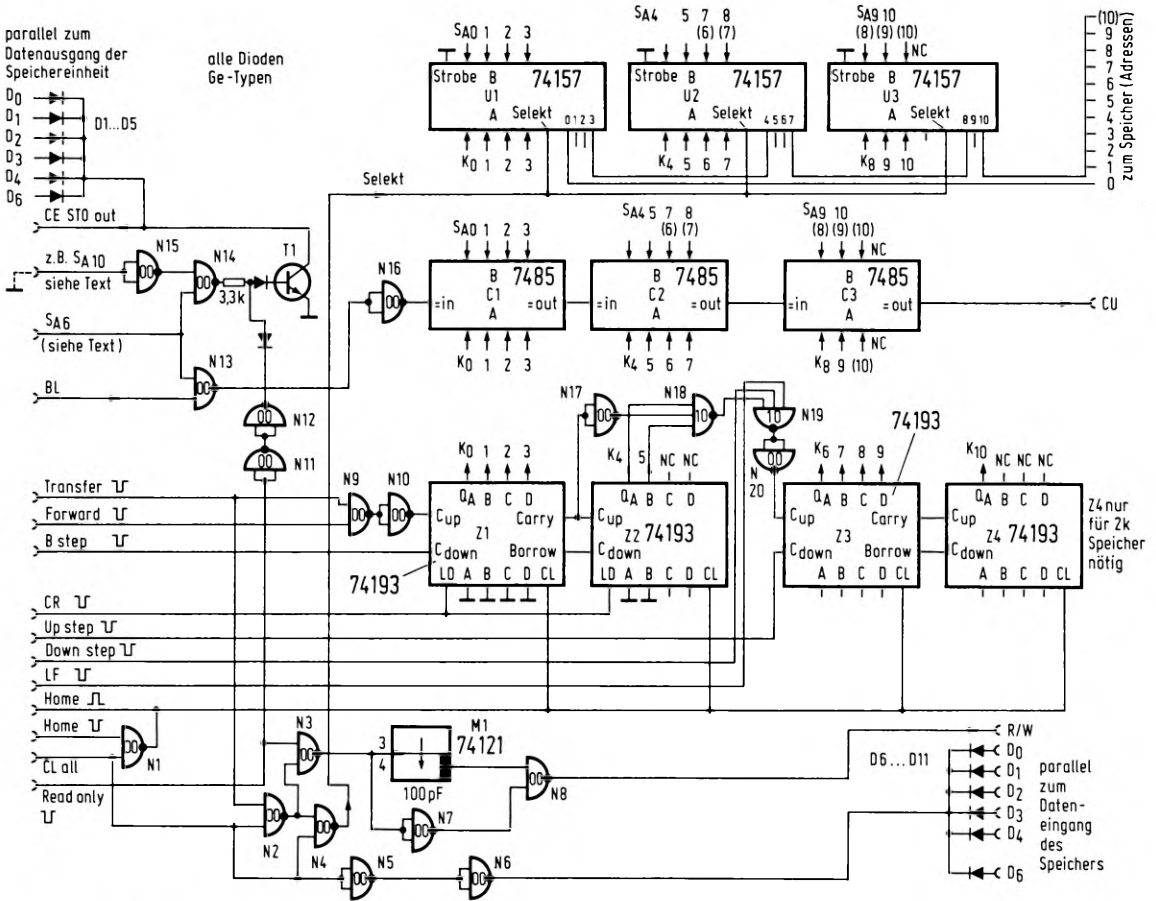 parallel zum
Datenausgang der
Speichereinheit
alle Dioden
Ge-Typen
D0
D1
D2
D3
D4
D6
D1...D5
CE STO out
z.B. SA10
siehe Text
SA6
(siehe Text)
BL
N15
N14
3,3k
T1
N13
N12
N11
N16
SA0 1 2 3
Strobe B 74157
U1
A Selekt 0 1 2 3
K0 1 2 3
SA4 5 7 8
(6) (7)
Strobe B 74157
U2
A Selekt 4 5 6 7
K4 5 6 7
SA9 10
(8) (9) (10)
NC
Strobe B 74157
U3
A Selekt 8 9 10
K8 9 10
(10)
9
8
7
6
5
4
3
2
1
0
zum Speicher (Adressen)
Selekt
SA0 1 2 3
B 7485
=in C1 =out
A
K0 1 2 3
SA4 5 7 8
(6) (7)
B 7485
=in C2 =out
A
K4 5 6 7
SA9 10
(8) (9) (10)
NC
B 7485
=in C3 =out
A
NC
K8 9 (10)
CU
N17
N18
N19
N
20
00
10
74193
Transfer
Forward
B step
N9
N10
K0 1 2 3
QA B C D
Cup Carry
Z1
Cdown Borrow
LD A B C D CL
74193
K4 5 NC NC
QA B C D
Cup
Z2 74193
Cdown
LD A B C D CL
K6 7 8 9
QA B C D
Cup Carry
Z3
Cdown Borrow
A B C D CL
K10 NC NC NC
QA B C D
Cup
Z4 74193
Cdown
A B C D CL
Z4 nur
für 2k
Speicher
nötig
CR
Up step
Down step
LF
Home
Home
CL all
Read only
N1
N2
N3
N4
N5
N6
N7
N8
M1
74121
3
4
100pF
R/W
D6...D11
D0
D1
D2
D3
D4
D6
parallel
zum
Daten-
eingang
des
Speichers